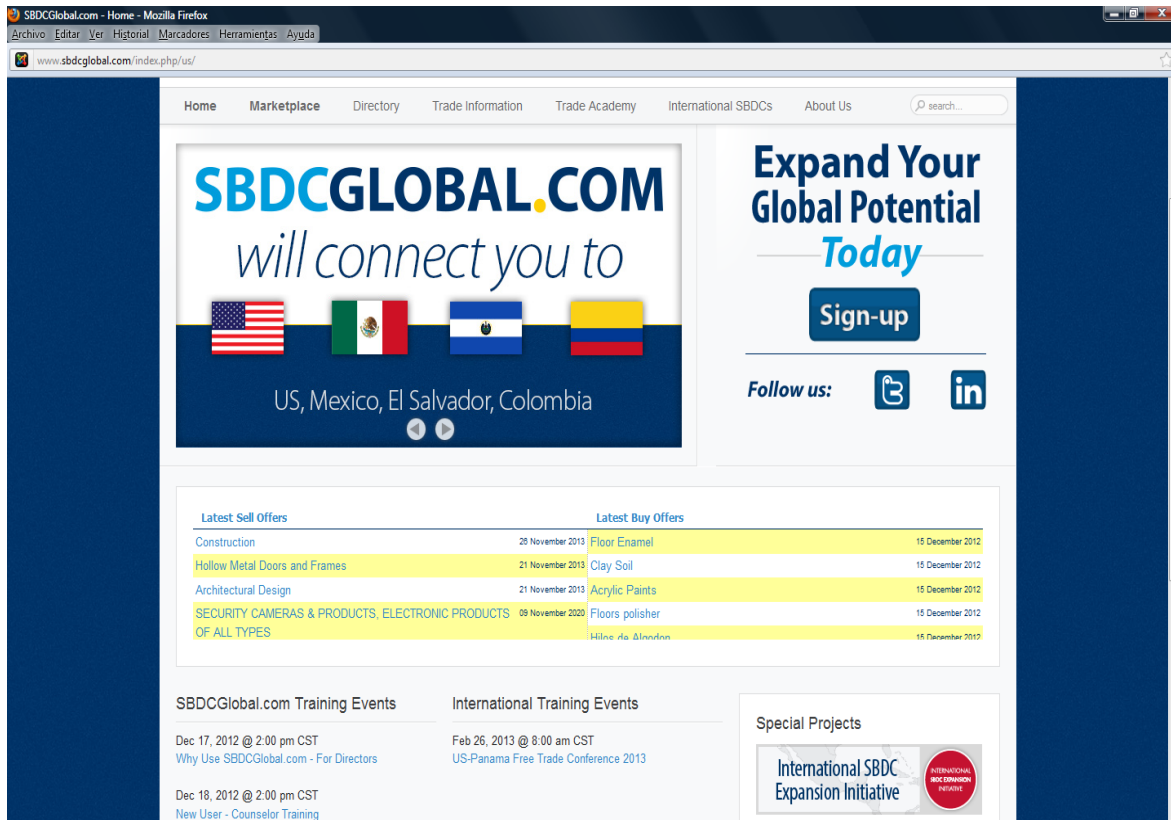 SBDCGlobal.com - Home - Mozilla Firefox
Archivo Editar Ver Historial Marcadores Herramientas Ayuda
www.sbdcglobal.com/index.php/us/
Home Marketplace Directory Trade Information Trade Academy International SBDCs About Us search...
SBDCGLOBAL.COM
will connect you to
US, Mexico, El Salvador, Colombia
Expand Your
Global Potential
Today
Sign-up
Follow us:
in
Latest Sell Offers
Construction 26 November 2013
Hollow Metal Doors and Frames 21 November 2013
Architectural Design 21 November 2013
SECURITY CAMERAS & PRODUCTS, ELECTRONIC PRODUCTS 09 November 2020
OF ALL TYPES
Latest Buy Offers
Floor Enamel 15 December 2012
Clay Soil 15 December 2012
Acrylic Paints 15 December 2012
Floors polisher 15 December 2012
Hilos de Algodon 15 December 2012
SBDCGlobal.com Training Events
Dec 17, 2012 @ 2:00 pm CST
Why Use SBDCGlobal.com - For Directors
Dec 18, 2012 @ 2:00 pm CST
New User - Counselor Training
International Training Events
Feb 26, 2013 @ 8:00 am CST
US-Panama Free Trade Conference 2013
Special Projects
International SBDC
Expansion Initiative
INTERNATIONAL
SBDC EXPANSION
INITIATIVE